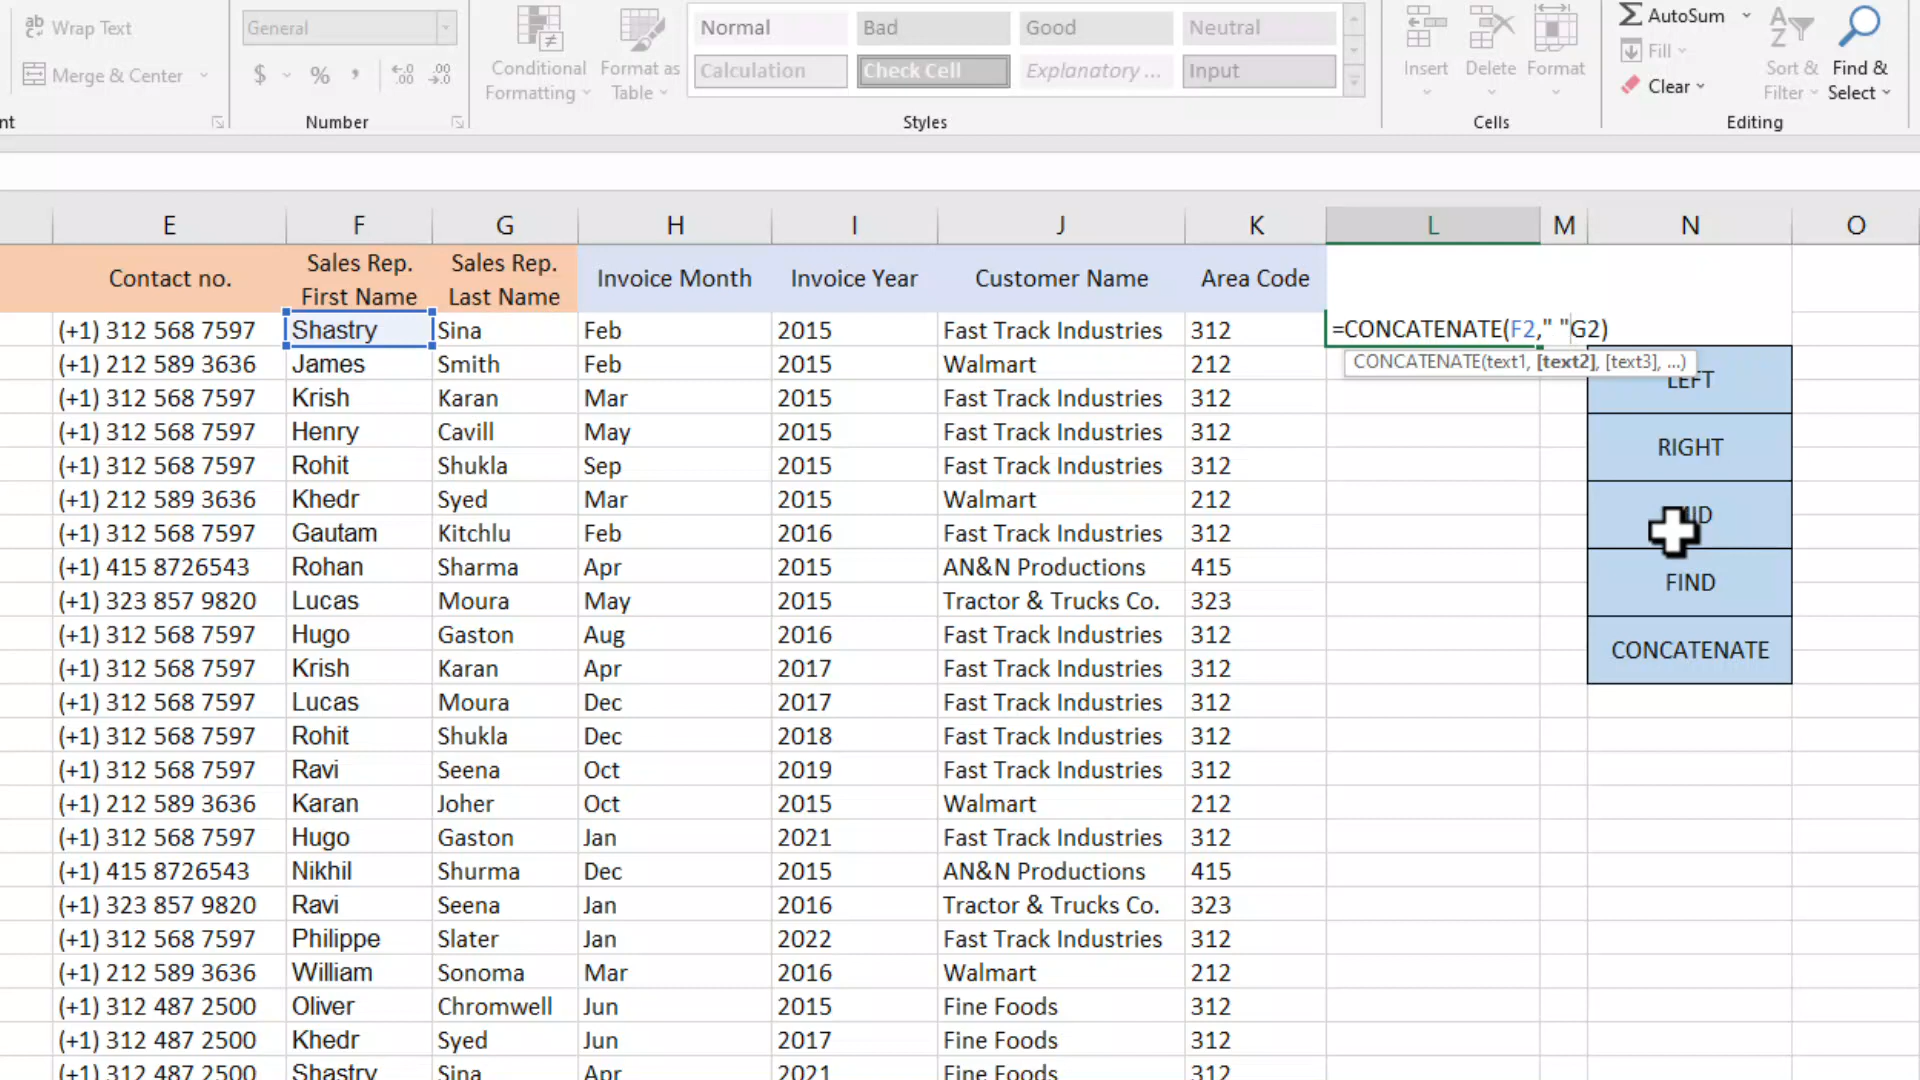 Wrap Text
General
Merge & Center
$ % , .00 .00
Conditional Formatting
Format as Table
Normal Bad Good Neutral
Calculation Check Cell Explanatory ... Input
Insert Delete Format
AutoSum
Fill
Clear
Sort & Filter
Find & Select
nt Number Styles Cells Editing
E F G H I J K L M N O
Contact no. Sales Rep. First Name Sales Rep. Last Name Invoice Month Invoice Year Customer Name Area Code
(+1) 312 568 7597 Shastry Sina Feb 2015 Fast Track Industries 312 =CONCATENATE(F2," "G2)
CONCATENATE(text1, [text2], [text3], ...)
(+1) 212 589 3636 James Smith Feb 2015 Walmart 212 LEFT
(+1) 312 568 7597 Krish Karan Mar 2015 Fast Track Industries 312
(+1) 312 568 7597 Henry Cavill May 2015 Fast Track Industries 312 RIGHT
(+1) 312 568 7597 Rohit Shukla Sep 2015 Fast Track Industries 312
(+1) 212 589 3636 Khedr Syed Mar 2015 Walmart 212
(+1) 312 568 7597 Gautam Kitchlu Feb 2016 Fast Track Industries 312
(+1) 415 8726543 Rohan Sharma Apr 2015 AN&N Productions 415 FIND
(+1) 323 857 9820 Lucas Moura May 2015 Tractor & Trucks Co. 323
(+1) 312 568 7597 Hugo Gaston Aug 2016 Fast Track Industries 312 CONCATENATE
(+1) 312 568 7597 Krish Karan Apr 2017 Fast Track Industries 312
(+1) 312 568 7597 Lucas Moura Dec 2017 Fast Track Industries 312
(+1) 312 568 7597 Rohit Shukla Dec 2018 Fast Track Industries 312
(+1) 312 568 7597 Ravi Seena Oct 2019 Fast Track Industries 312
(+1) 212 589 3636 Karan Joher Oct 2015 Walmart 212
(+1) 312 568 7597 Hugo Gaston Jan 2021 Fast Track Industries 312
(+1) 415 8726543 Nikhil Shurma Dec 2015 AN&N Productions 415
(+1) 323 857 9820 Ravi Seena Jan 2016 Tractor & Trucks Co. 323
(+1) 312 568 7597 Philippe Slater Jan 2022 Fast Track Industries 312
(+1) 212 589 3636 William Sonoma Mar 2016 Walmart 212
(+1) 312 487 2500 Oliver Chromwell Jun 2015 Fine Foods 312
(+1) 312 487 2500 Khedr Syed Jun 2017 Fine Foods 312
(+1) 312 487 2500 Shastry Sina Apr 2021 Fine Foods 312